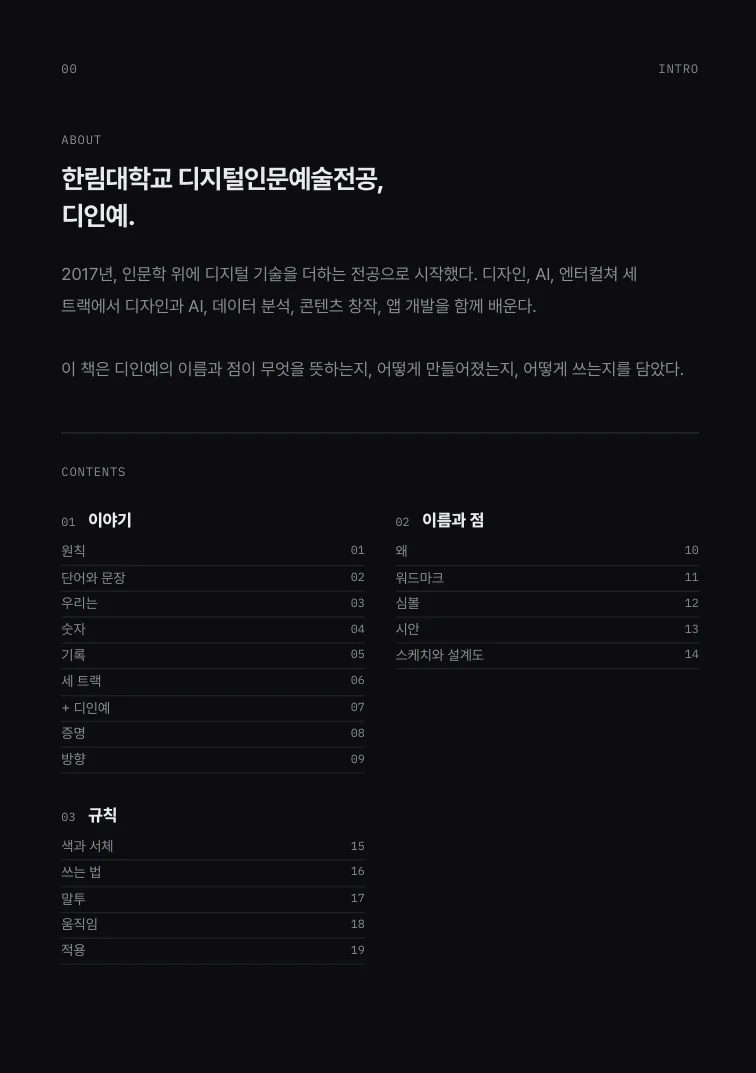 00
INTRO
ABOUT
한림대학교 디지털인문예술전공,
디인예.
2017년, 인문학 위에 디지털 기술을 더하는 전공으로 시작했다. 디자인, AI, 엔터컬쳐 세
트랙에서 디자인과 AI, 데이터 분석, 콘텐츠 창작, 앱 개발을 함께 배운다.
이 책은 디인예의 이름과 점이 무엇을 뜻하는지, 어떻게 만들어졌는지, 어떻게 쓰는지를 담았다.
CONTENTS
01 이야기
원칙 01
단어와 문장 02
우리는 03
숫자 04
기록 05
세 트랙 06
+ 디인예 07
증명 08
방향 09
02 이름과 점
왜 10
워드마크 11
심볼 12
시안 13
스케치와 설계도 14
03 규칙
색과 서체 15
쓰는 법 16
말투 17
움직임 18
적용 19